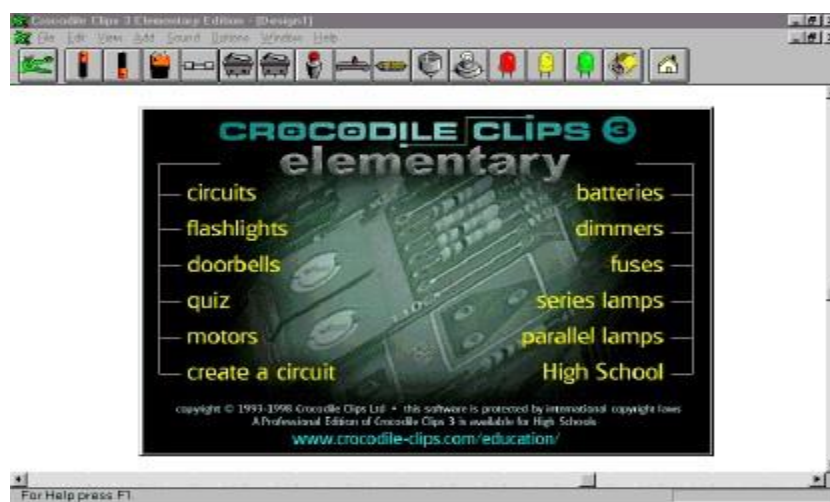 Crocodile Clips 3 Elementary Edition - [Design1]
File Edit View Add Sound Options Window Help
CROCODILE CLIPS 3
elementary
circuits
batteries
flashlights
dimmers
doorbells
fuses
quiz
series lamps
motors
parallel lamps
create a circuit
High School
copyright © 1993-1998 Crocodile Clips Ltd • this software is protected by international copyright laws
A Professional Edition of Crocodile Clips 3 is available for High Schools
www.crocodile-clips.com/education/
For Help press F1.